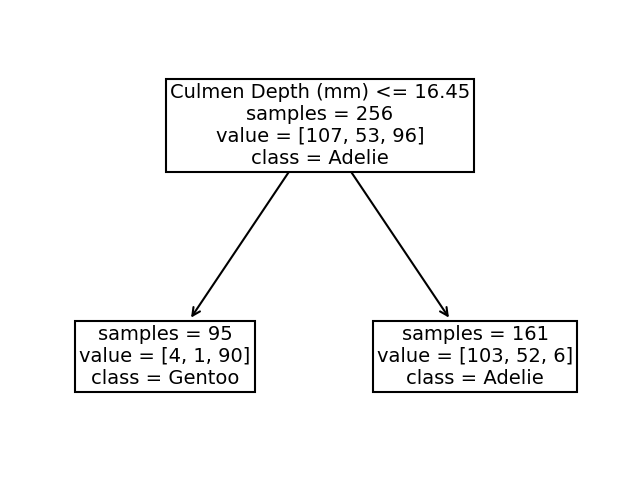 Culmen Depth (mm) <= 16.45
samples = 256
value = [107, 53, 96]
class = Adelie
samples = 95
value = [4, 1, 90]
class = Gentoo
samples = 161
value = [103, 52, 6]
class = Adelie